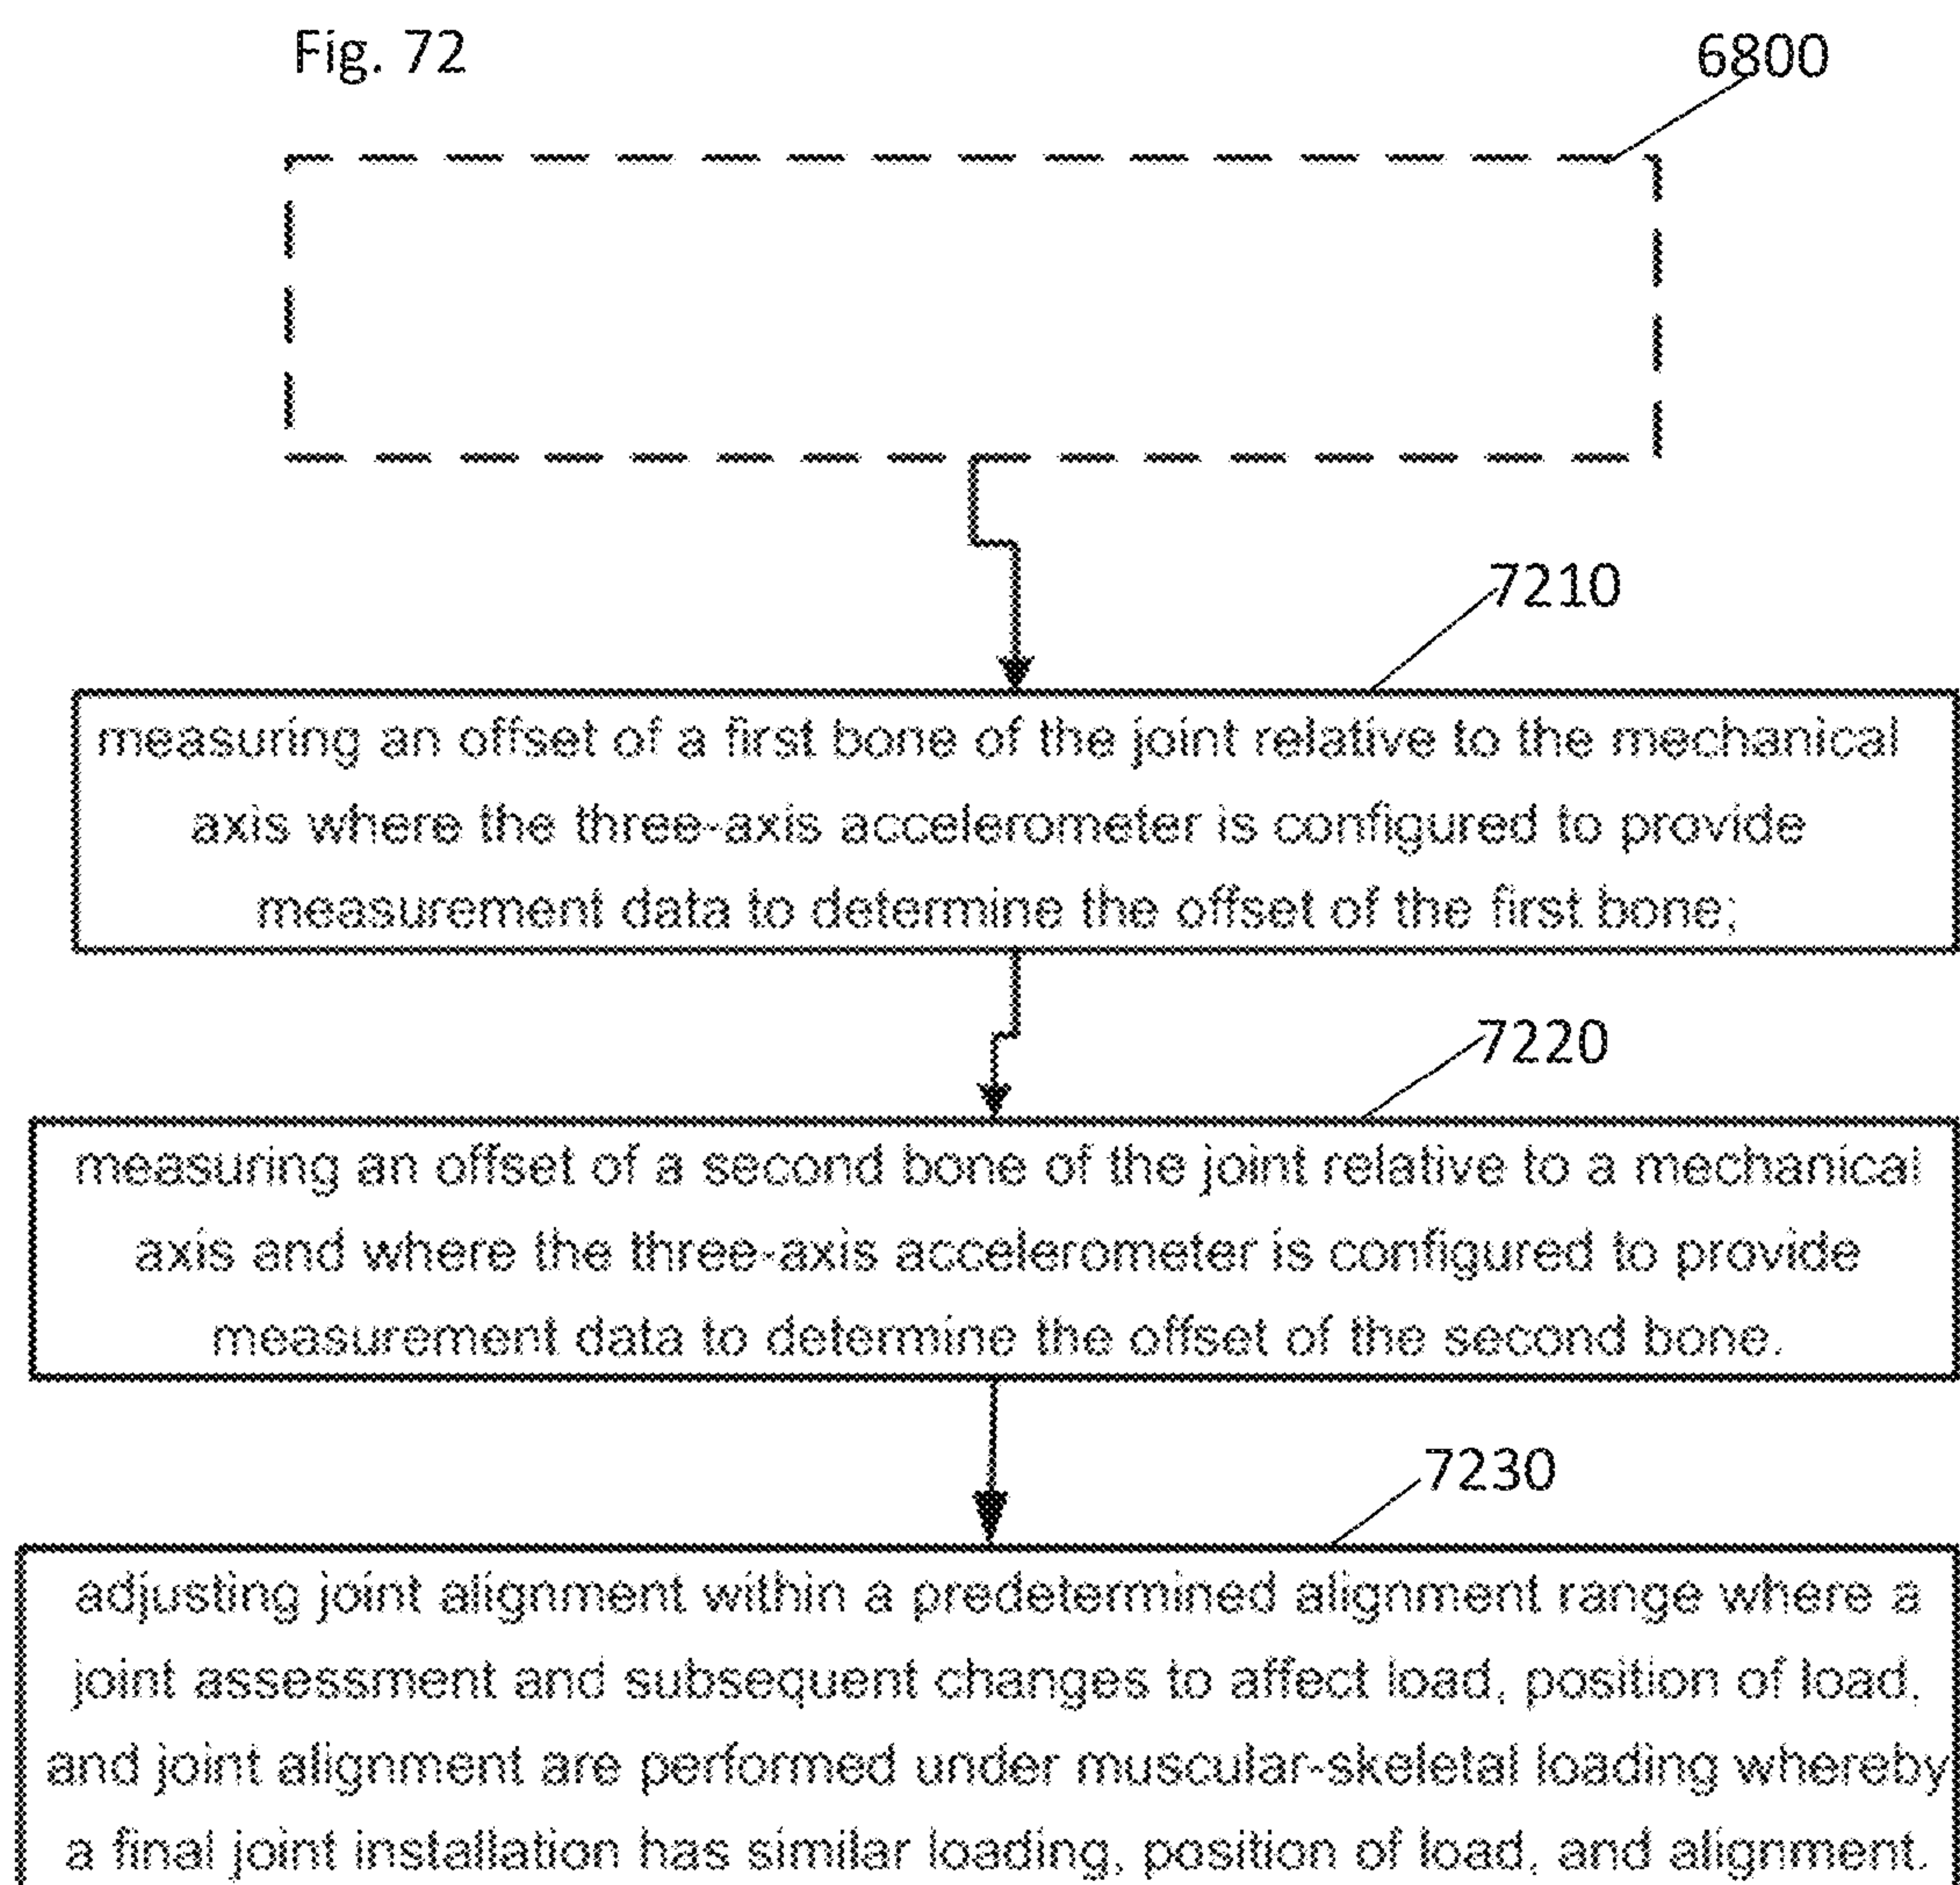 Fig. 72
6800
7210
measuring an offset of a first bone of the joint relative to the mechanical
axis where the three-axis accelerometer is configured to provide
measurement data to determine the offset of the first bone;
7220
measuring an offset of a second bone of the joint relative to a mechanical
axis and where the three-axis accelerometer is configured to provide
measurement data to determine the offset of the second bone.
7230
adjusting joint alignment within a predetermined alignment range where a
joint assessment and subsequent changes to affect load, position of load,
and joint alignment are performed under muscular-skeletal loading whereby
a final joint installation has similar loading, position of load, and alignment.